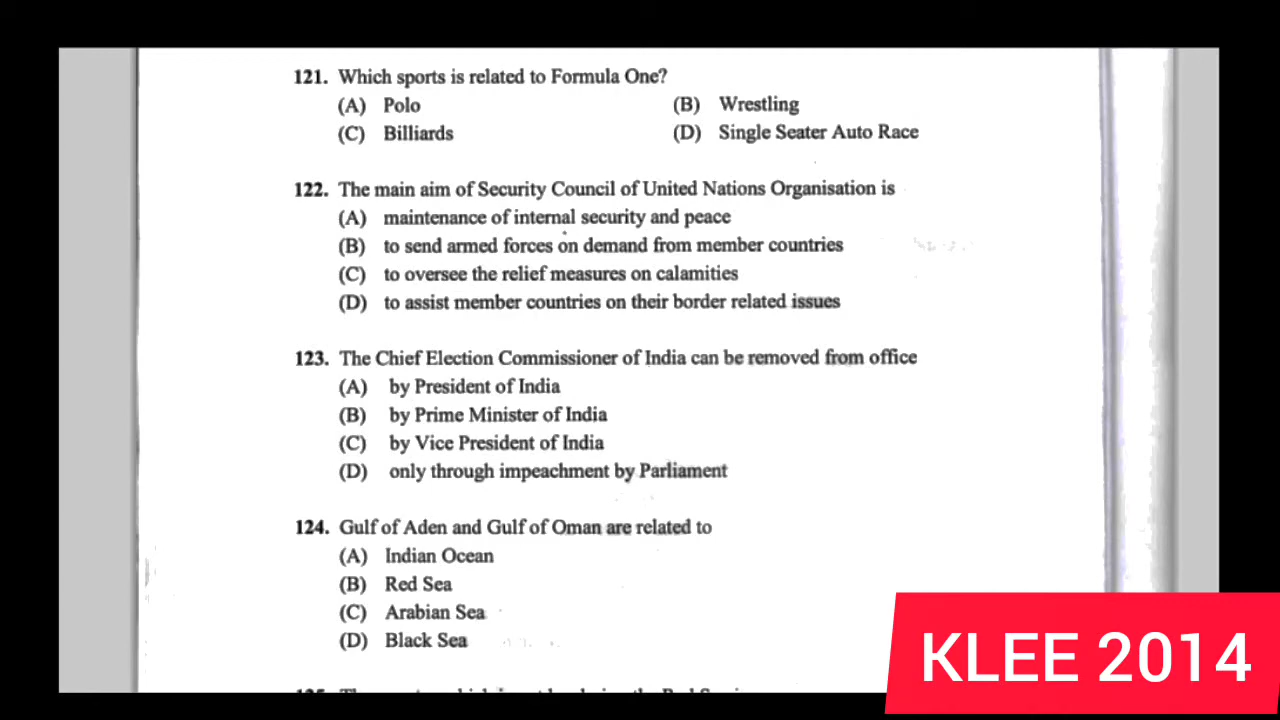 121. Which sports is related to Formula One?
(A) Polo (B) Wrestling
(C) Billiards (D) Single Seater Auto Race
122. The main aim of Security Council of United Nations Organisation is
(A) maintenance of internal security and peace
(B) to send armed forces on demand from member countries
(C) to oversee the relief measures on calamities
(D) to assist member countries on their border related issues
123. The Chief Election Commissioner of India can be removed from office
(A) by President of India
(B) by Prime Minister of India
(C) by Vice President of India
(D) only through impeachment by Parliament
124. Gulf of Aden and Gulf of Oman are related to
(A) Indian Ocean
(B) Red Sea
(C) Arabian Sea
(D) Black Sea
KLEE 2014